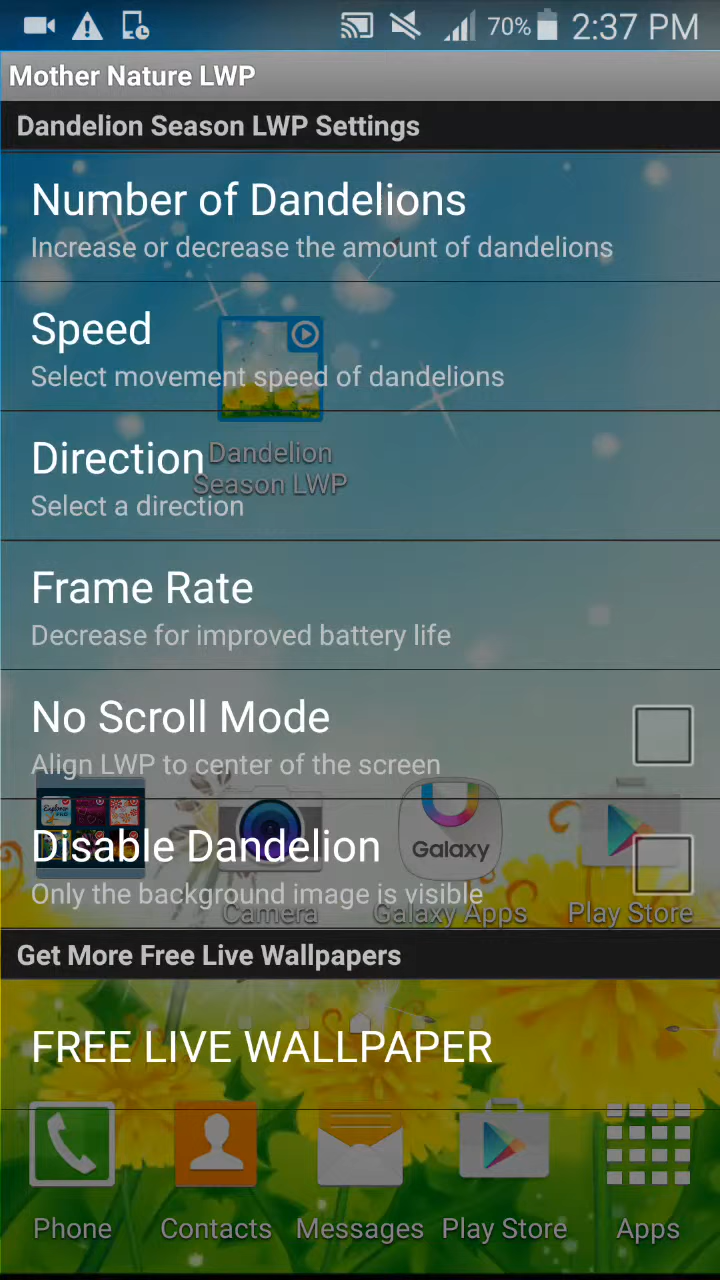 70% 2:37 PM
Mother Nature LWP
Dandelion Season LWP Settings
Number of Dandelions
Increase or decrease the amount of dandelions
Speed
Select movement speed of dandelions
Direction
Dandelion
Season LWP
Select a direction
Frame Rate
Decrease for improved battery life
No Scroll Mode
Align LWP to center of the screen
Galaxy
Disable Dandelion
Only the background image is visible
Camera Galaxy Apps Play Store
Get More Free Live Wallpapers
FREE LIVE WALLPAPER
Phone Contacts Messages Play Store Apps